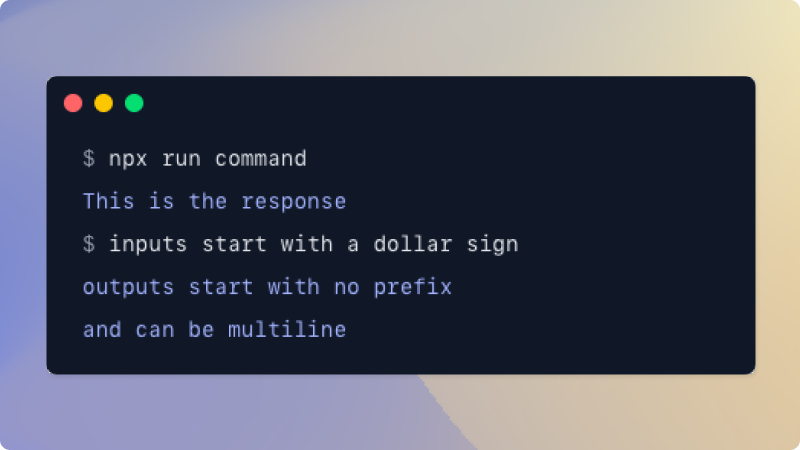 $ npx run command
This is the response
$ inputs start with a dollar sign
outputs start with no prefix
and can be multiline